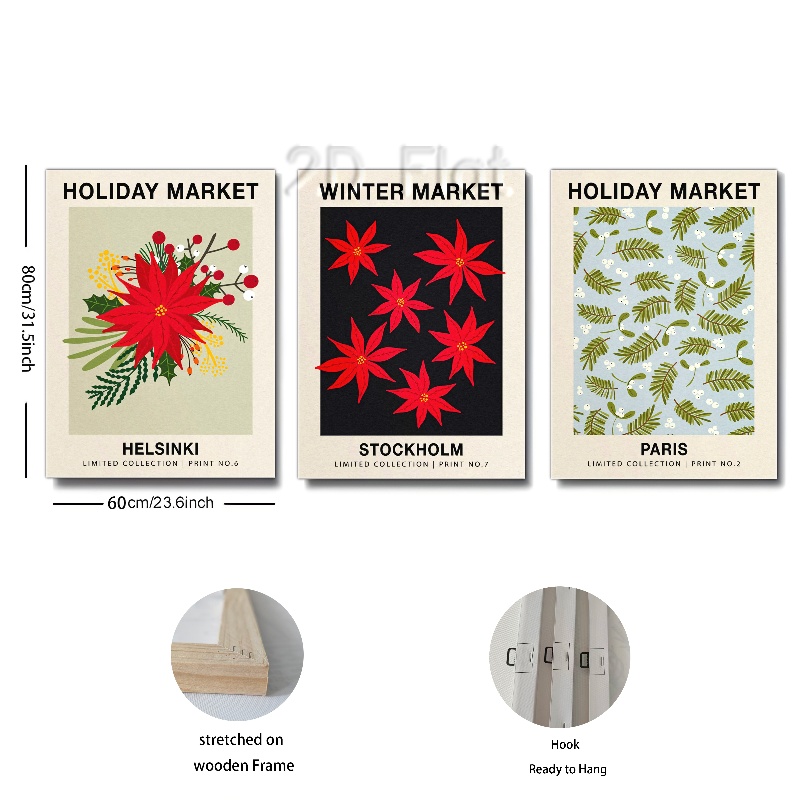 2D Flat
HOLIDAY MARKET
HELSINKI
LIMITED COLLECTION | PRINT NO.6
WINTER MARKET
STOCKHOLM
LIMITED COLLECTION | PRINT NO.7
HOLIDAY MARKET
PARIS
LIMITED COLLECTION | PRINT NO.2
80cm/31.5inch
60cm/23.6inch
stretched on
wooden Frame
Hook
Ready to Hang